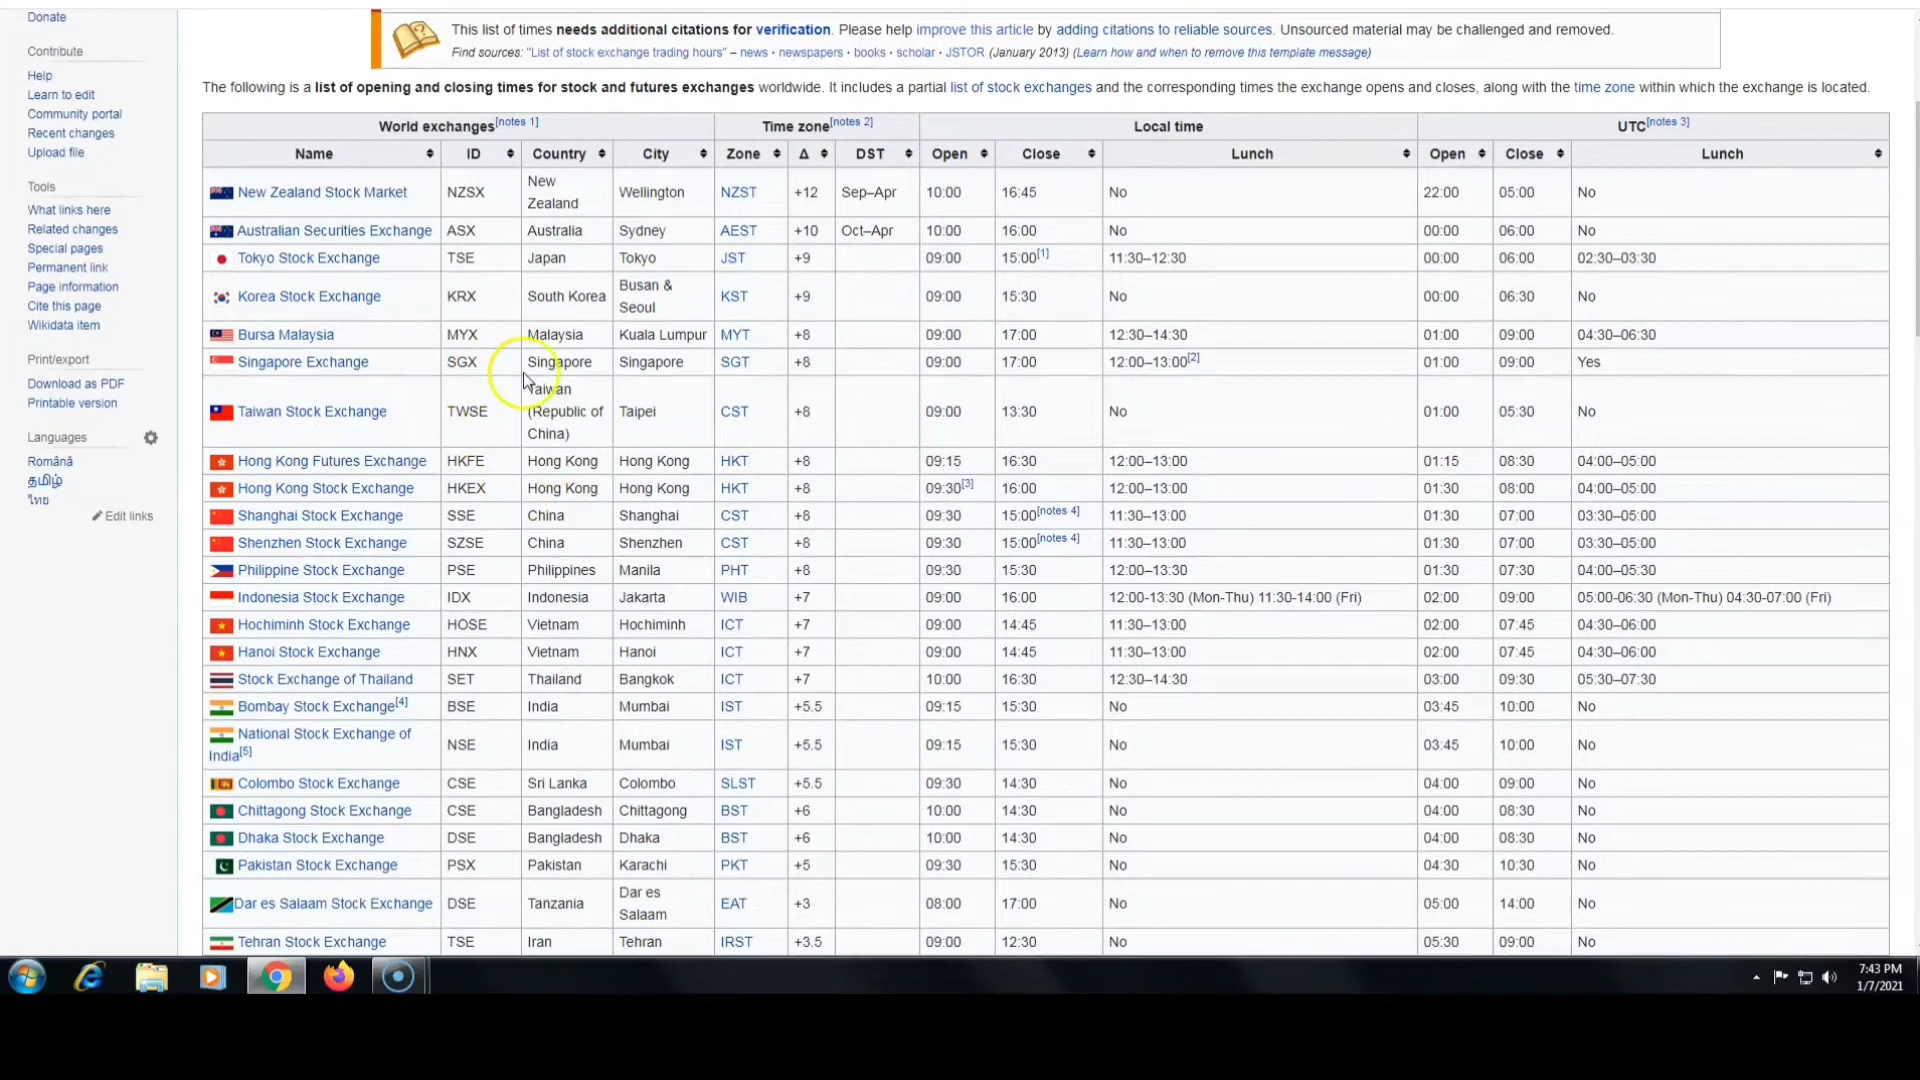 Donate
Contribute
Help
Learn to edit
Community portal
Recent changes
Upload file
Tools
What links here
Related changes
Special pages
Permanent link
Page information
Cite this page
Wikidata item
Print/export
Download as PDF
Printable version
Languages
Română
தமிழ்
ไทย
Edit links
This list of times needs additional citations for verification. Please help improve this article by adding citations to reliable sources. Unsourced material may be challenged and removed.
Find sources: "List of stock exchange trading hours" – news · newspapers · books · scholar · JSTOR (January 2013) (Learn how and when to remove this template message)
The following is a list of opening and closing times for stock and futures exchanges worldwide. It includes a partial list of stock exchanges and the corresponding times the exchange opens and closes, along with the time zone within which the exchange is located.
World exchanges[notes 1] Time zone[notes 2] Local time UTC[notes 3]
Name ID Country City Zone Δ DST Open Close Lunch Open Close Lunch
New Zealand Stock Market NZSX New Zealand Wellington NZST +12 Sep–Apr 10:00 16:45 No 22:00 05:00 No
Australian Securities Exchange ASX Australia Sydney AEST +10 Oct–Apr 10:00 16:00 No 00:00 06:00 No
Tokyo Stock Exchange TSE Japan Tokyo JST +9 09:00 15:00[1] 11:30–12:30 00:00 06:00 02:30–03:30
Korea Stock Exchange KRX South Korea Busan & Seoul KST +9 09:00 15:30 No 00:00 06:30 No
Bursa Malaysia MYX Malaysia Kuala Lumpur MYT +8 09:00 17:00 12:30–14:30 01:00 09:00 04:30–06:30
Singapore Exchange SGX Singapore Singapore SGT +8 09:00 17:00 12:00–13:00[2] 01:00 09:00 Yes
Taiwan Stock Exchange TWSE Taiwan (Republic of China) Taipei CST +8 09:00 13:30 No 01:00 05:30 No
Hong Kong Futures Exchange HKFE Hong Kong Hong Kong HKT +8 09:15 16:30 12:00–13:00 01:15 08:30 04:00–05:00
Hong Kong Stock Exchange HKEX Hong Kong Hong Kong HKT +8 09:30[3] 16:00 12:00–13:00 01:30 08:00 04:00–05:00
Shanghai Stock Exchange SSE China Shanghai CST +8 09:30 15:00[notes 4] 11:30–13:00 01:30 07:00 03:30–05:00
Shenzhen Stock Exchange SZSE China Shenzhen CST +8 09:30 15:00[notes 4] 11:30–13:00 01:30 07:00 03:30–05:00
Philippine Stock Exchange PSE Philippines Manila PHT +8 09:30 15:30 12:00–13:30 01:30 07:30 04:00–05:30
Indonesia Stock Exchange IDX Indonesia Jakarta WIB +7 09:00 16:00 12:00-13:30 (Mon-Thu) 11:30-14:00 (Fri) 02:00 09:00 05:00-06:30 (Mon-Thu) 04:30-07:00 (Fri)
Hochiminh Stock Exchange HOSE Vietnam Hochiminh ICT +7 09:00 14:45 11:30–13:00 02:00 07:45 04:30–06:00
Hanoi Stock Exchange HNX Vietnam Hanoi ICT +7 09:00 14:45 11:30–13:00 02:00 07:45 04:30–06:00
Stock Exchange of Thailand SET Thailand Bangkok ICT +7 10:00 16:30 12:30–14:30 03:00 09:30 05:30–07:30
Bombay Stock Exchange[4] BSE India Mumbai IST +5.5 09:15 15:30 No 03:45 10:00 No
National Stock Exchange of India[5] NSE India Mumbai IST +5.5 09:15 15:30 No 03:45 10:00 No
Colombo Stock Exchange CSE Sri Lanka Colombo SLST +5.5 09:30 14:30 No 04:00 09:00 No
Chittagong Stock Exchange CSE Bangladesh Chittagong BST +6 10:00 14:30 No 04:00 08:30 No
Dhaka Stock Exchange DSE Bangladesh Dhaka BST +6 10:00 14:30 No 04:00 08:30 No
Pakistan Stock Exchange PSX Pakistan Karachi PKT +5 09:30 15:30 No 04:30 10:30 No
Dar es Salaam Stock Exchange DSE Tanzania Dar es Salaam EAT +3 08:00 17:00 No 05:00 14:00 No
Tehran Stock Exchange TSE Iran Tehran IRST +3.5 09:00 12:30 No 05:30 09:00 No
7:43 PM
1/7/2021